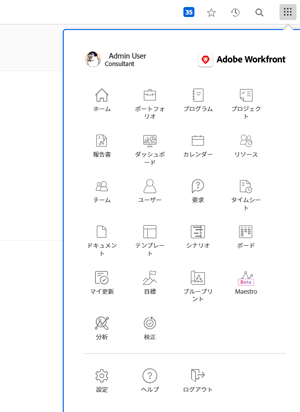 35
Admin User
Consultant
Adobe Workfront
ホーム
ポートフォ
リオ
プログラム
プロジェク
ト
報告書
ダッシュボ
ード
カレンダー
リソース
チーム
ユーザー
要求
タイムシー
ト
ドキュメン
ト
テンプレー
ト
シナリオ
ボード
マイ更新
目標
ブループリ
ント
Beta
Maestro
分析
校正
設定
ヘルプ
ログアウト